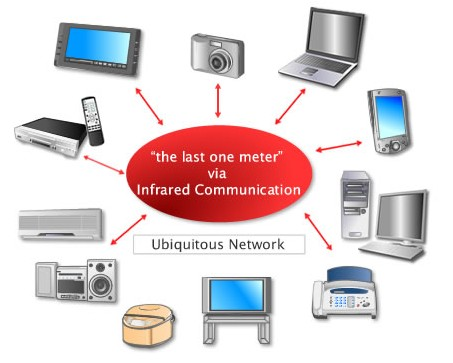 “the last one meter”
via
Infrared Communication
Ubiquitous Network